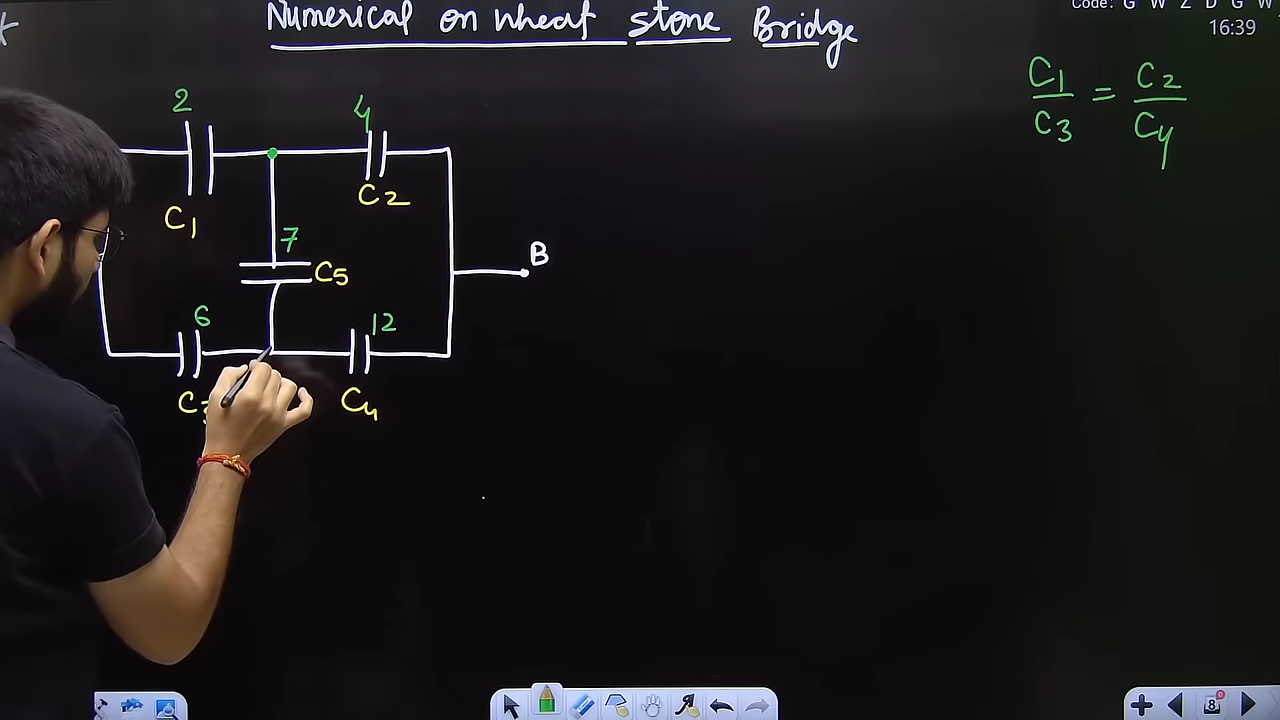 Numerical on wheat stone Bridge
Code: G W Z D G W
16:39
C1/C3 = C2/C4
2
4
C1
C2
7
C5
B
6
12
C4
8